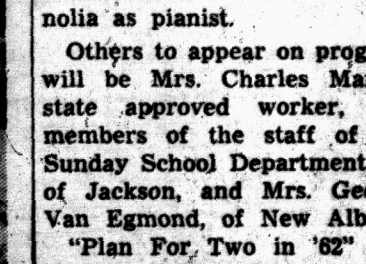 nolia as pianist.
Others to appear on prog
will be Mrs. Charles Ma
state approved worker,
members of the staff of
Sunday School Department
of Jackson, and Mrs. Geo
Van Egmond, of New Alb
"Plan For Two in '62"